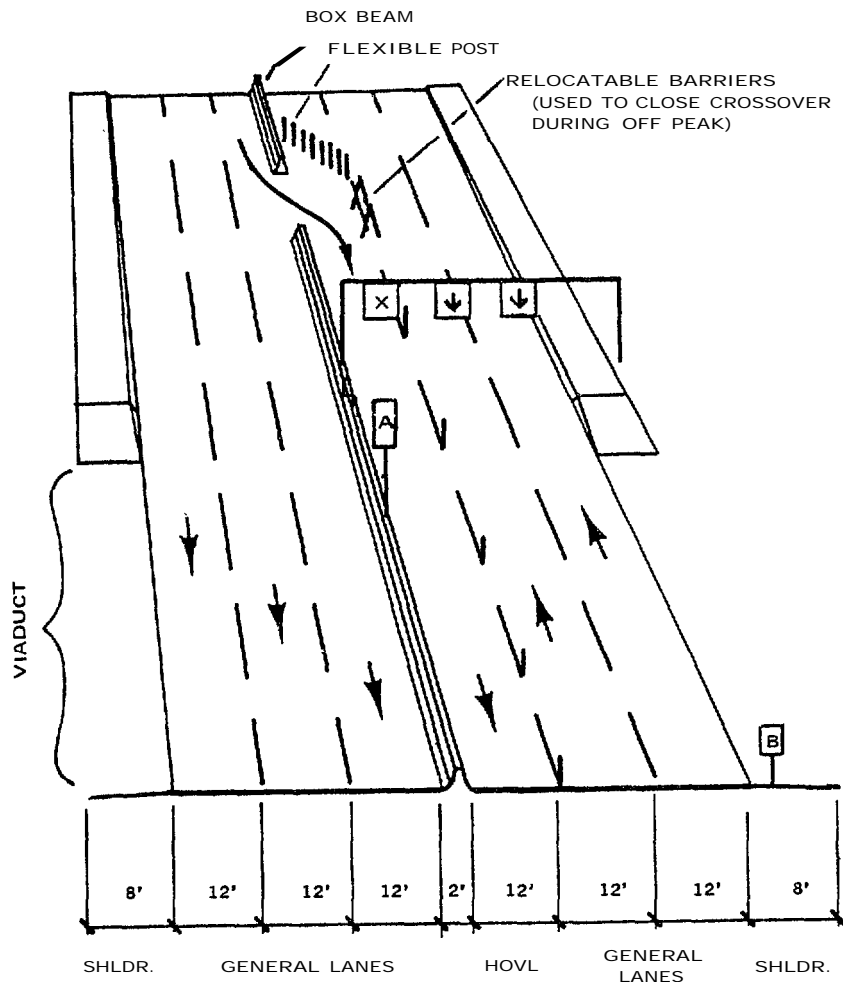 BOX BEAM
FLEXIBLE POST
RELOCATABLE BARRIERS
(USED TO CLOSE CROSSOVER
DURING OFF PEAK)
X
A
VIADUCT
B
8'
12'
12'
12'
2'
12'
12'
12'
8'
SHLDR.
GENERAL LANES
HOVL
GENERAL
LANES
SHLDR.